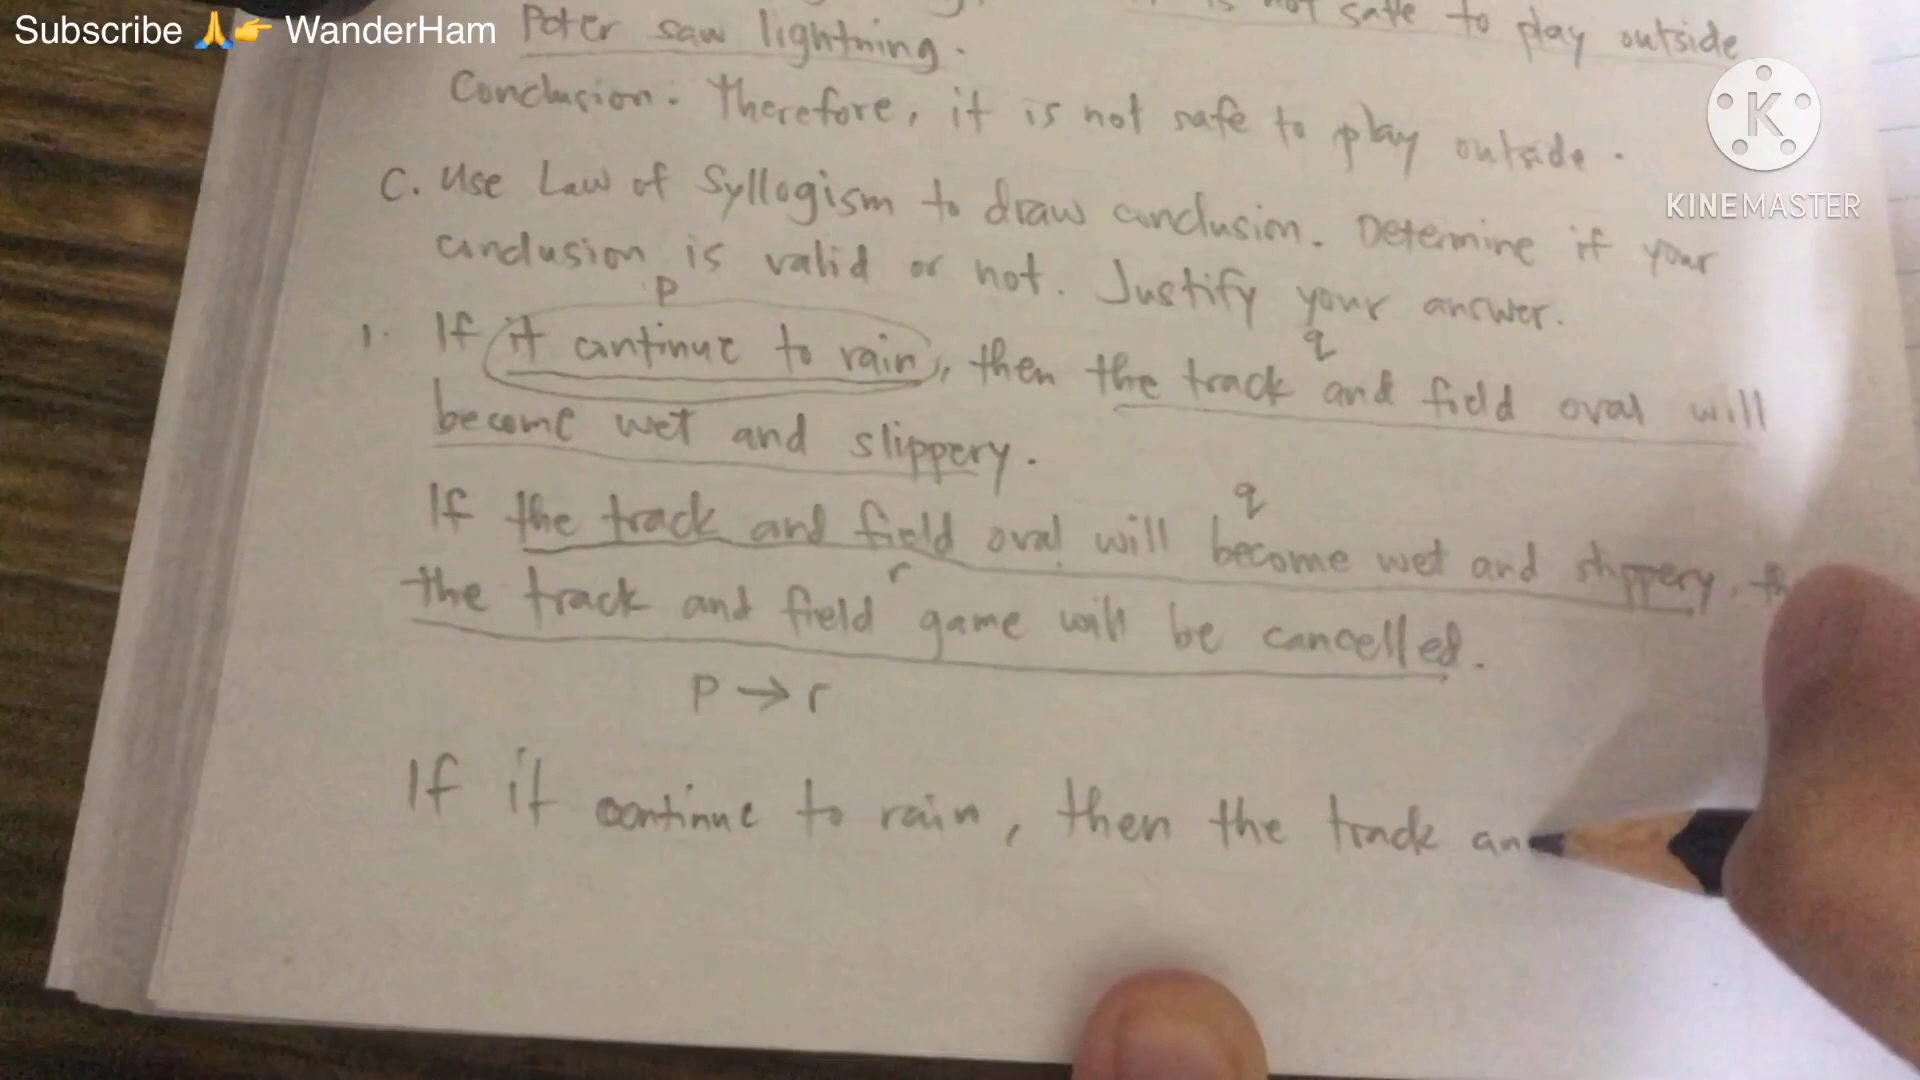 Subscribe 🙏👉 WanderHam
is not safe to play outside
Peter saw lightning.
Conclusion: Therefore, it is not safe to play outside.
KINEMASTER
C. Use Law of Syllogism to draw conclusion. Determine if your
conclusion is valid or not. Justify your answer.
p
q
1. If it continue to rain, then the track and field oval will
become wet and slippery.
q
If the track and field oval will become wet and slippery,
r
the track and field game will be cancelled.
p → r
If it continue to rain, then the track an